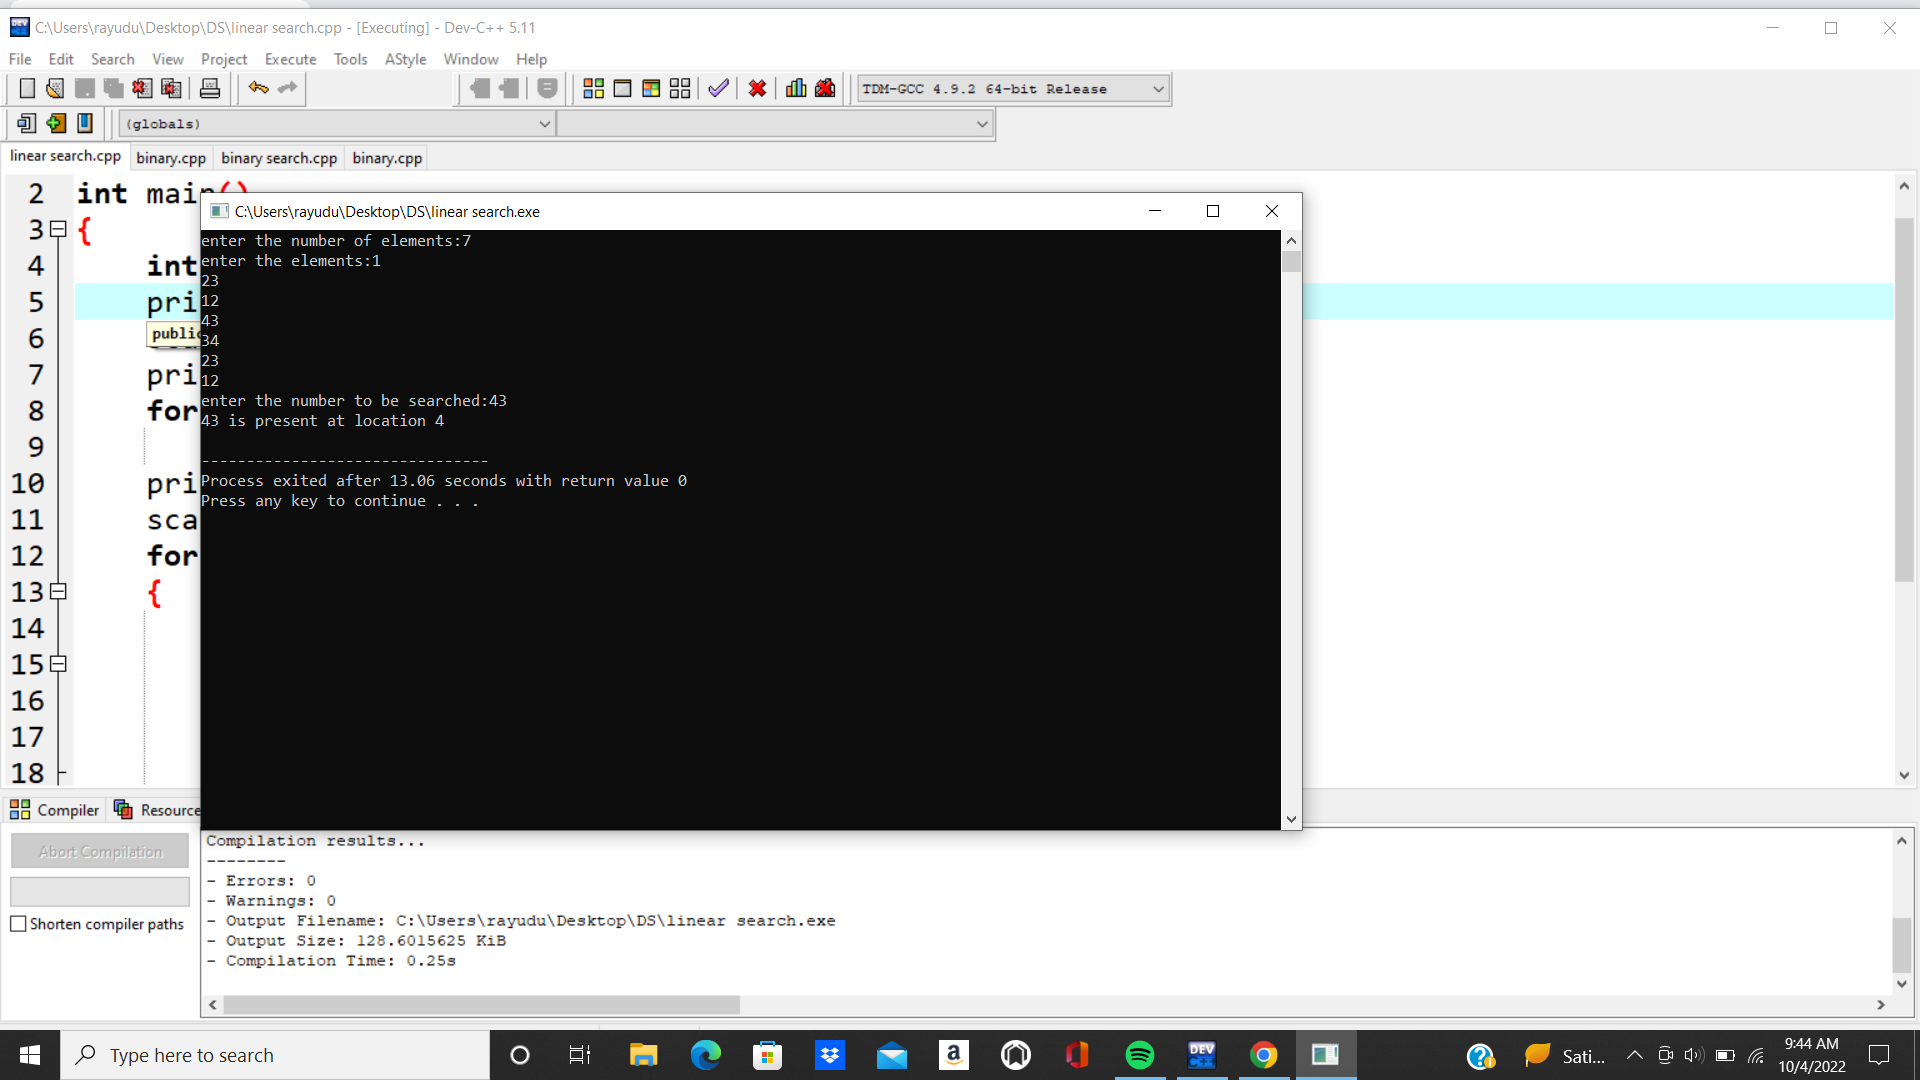 C:\Users\rayudu\Desktop\DS\linear search.cpp - [Executing] - Dev-C++ 5.11
File Edit Search View Project Execute Tools AStyle Window Help
TDM-GCC 4.9.2 64-bit Release
(globals)
linear search.cpp binary.cpp binary search.cpp binary.cpp
2 int main()
3 {
4 int
5 pri
public
6
7 pri
8 for
9
10 pri
11 sca
12 for
13 {
14
15
16
17
18
C:\Users\rayudu\Desktop\DS\linear search.exe
enter the number of elements:7
enter the elements:1
23
12
43
34
23
12
enter the number to be searched:43
43 is present at location 4
--------------------------------
Process exited after 13.06 seconds with return value 0
Press any key to continue . . .
Compiler Resource
Abort Compilation
Shorten compiler paths
Compilation results...
--------
- Errors: 0
- Warnings: 0
- Output Filename: C:\Users\rayudu\Desktop\DS\linear search.exe
- Output Size: 128.6015625 KiB
- Compilation Time: 0.25s
Type here to search
DEV
Sati...
9:44 AM
10/4/2022